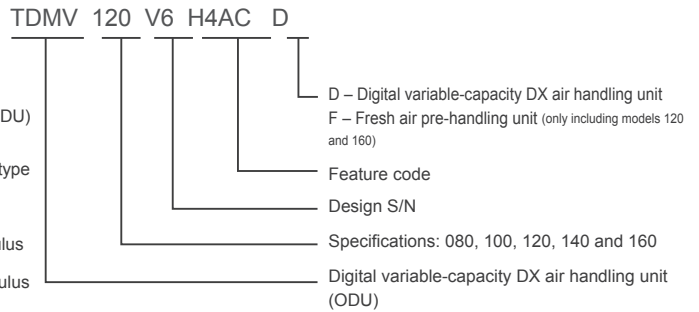 TDMV 120 V6 H4AC D
D – Digital variable-capacity DX air handling unit
DU)
F – Fresh air pre-handling unit (only including models 120
and 160)
type
Feature code
Design S/N
ulus
Specifications: 080, 100, 120, 140 and 160
ulus
Digital variable-capacity DX air handling unit
(ODU)